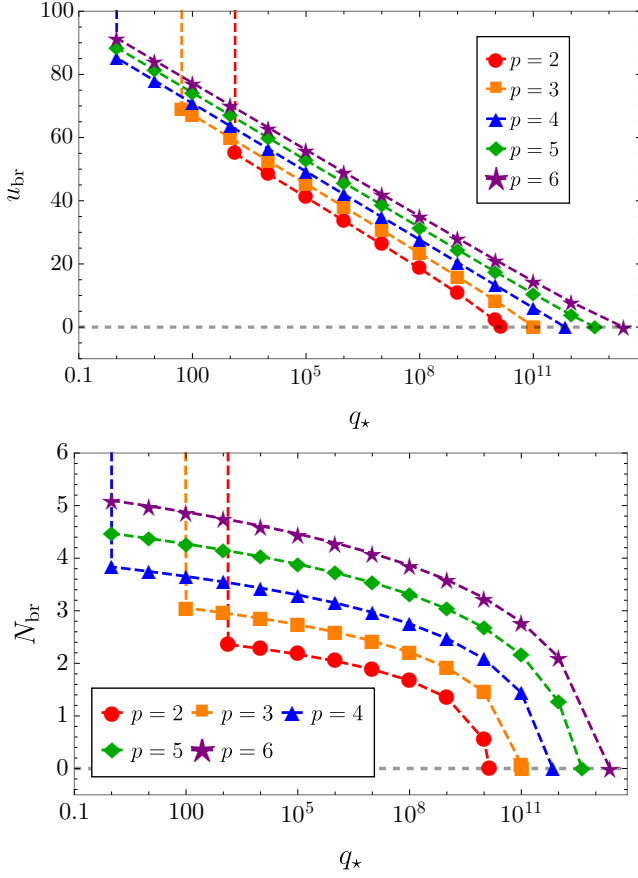 100
80
60
40
20
0
u_br
p = 2
p = 3
p = 4
p = 5
p = 6
0.1 100 10^5 10^8 10^11
q_⋆
6
5
4
3
2
1
0
N_br
p = 2 p = 3 p = 4
p = 5 p = 6
0.1 100 10^5 10^8 10^11
q_⋆